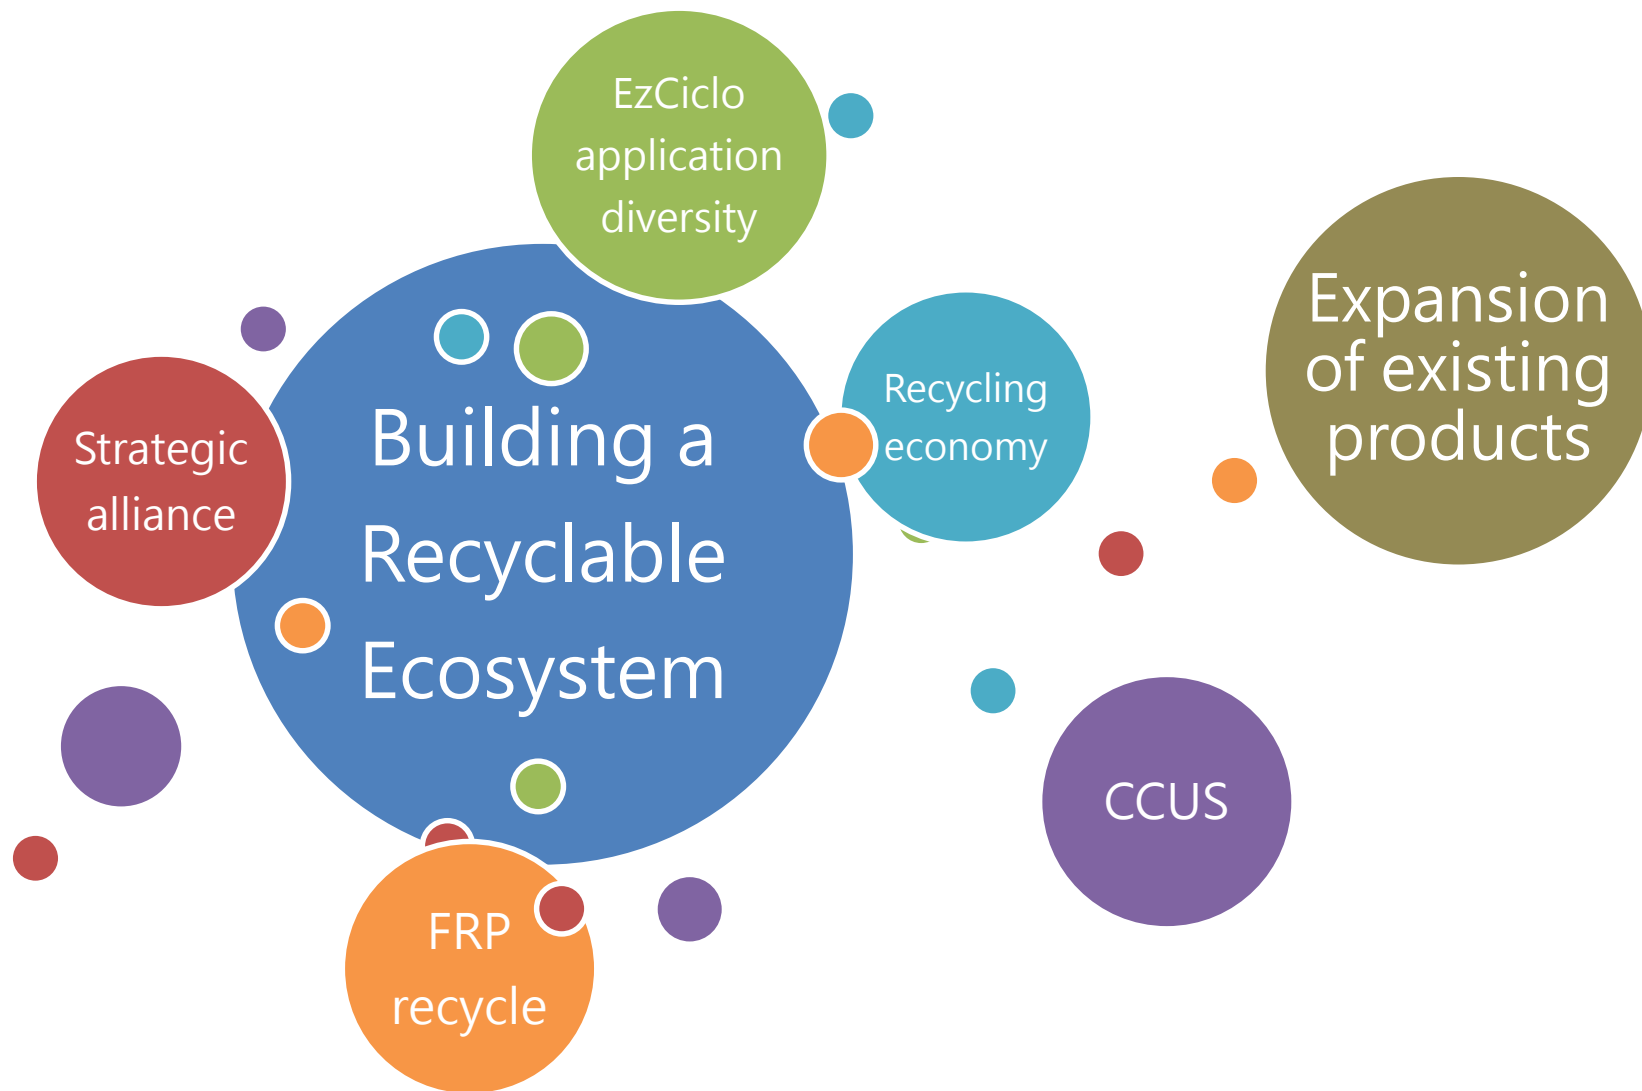 EzCiclo
application
diversity
Expansion
of existing
products
Recycling
economy
Building a
Recyclable
Ecosystem
Strategic
alliance
CCUS
FRP
recycle